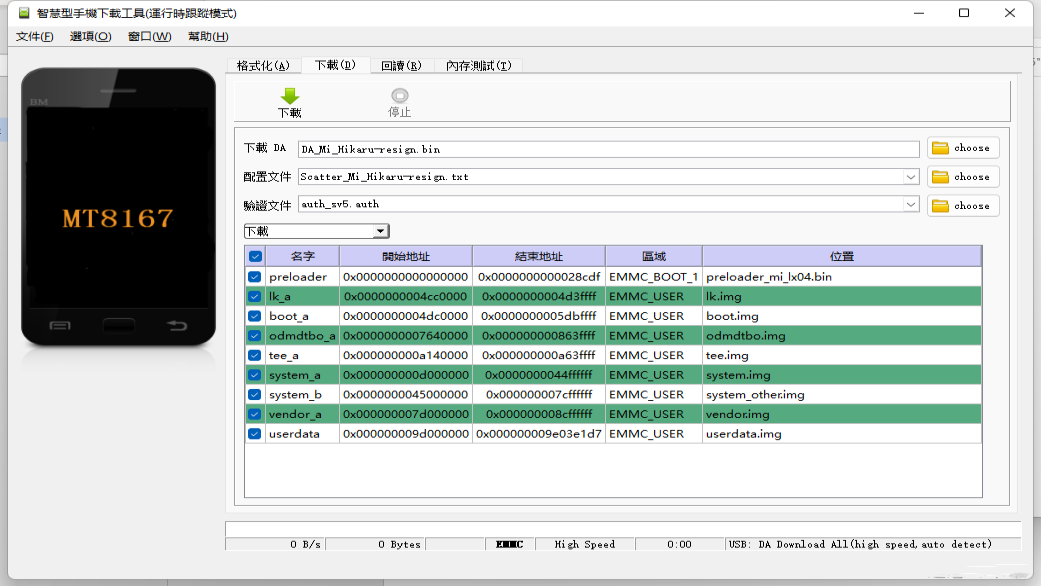 智慧型手機下載工具(運行時跟蹤模式)
文件(F) 選項(O) 窗口(W) 幫助(H)
格式化(A) 下載(D) 回讀(R) 內存測試(T)
下載 停止
BM
MT8167
下載 DA DA_Mi_Hikaru-resign.bin choose
配置文件 Scatter_Mi_Hikaru-resign.txt choose
驗證文件 auth_sv5.auth choose
下載
名字 開始地址 結束地址 區域 位置
preloader 0x0000000000000000 0x0000000000028cdf EMMC_BOOT_1 preloader_mi_lx04.bin
lk_a 0x0000000004cc0000 0x0000000004d3ffff EMMC_USER lk.img
boot_a 0x0000000004dc0000 0x0000000005dbffff EMMC_USER boot.img
odmdtbo_a 0x0000000007640000 0x000000000863ffff EMMC_USER odmdtbo.img
tee_a 0x000000000a140000 0x000000000a63ffff EMMC_USER tee.img
system_a 0x000000000d000000 0x0000000044ffffff EMMC_USER system.img
system_b 0x0000000045000000 0x000000007cffffff EMMC_USER system_other.img
vendor_a 0x000000007d000000 0x000000008cffffff EMMC_USER vendor.img
userdata 0x000000009d000000 0x000000009e03e1d7 EMMC_USER userdata.img
0 B/s 0 Bytes EMMC High Speed 0:00 USB: DA Download All(high speed,auto detect)